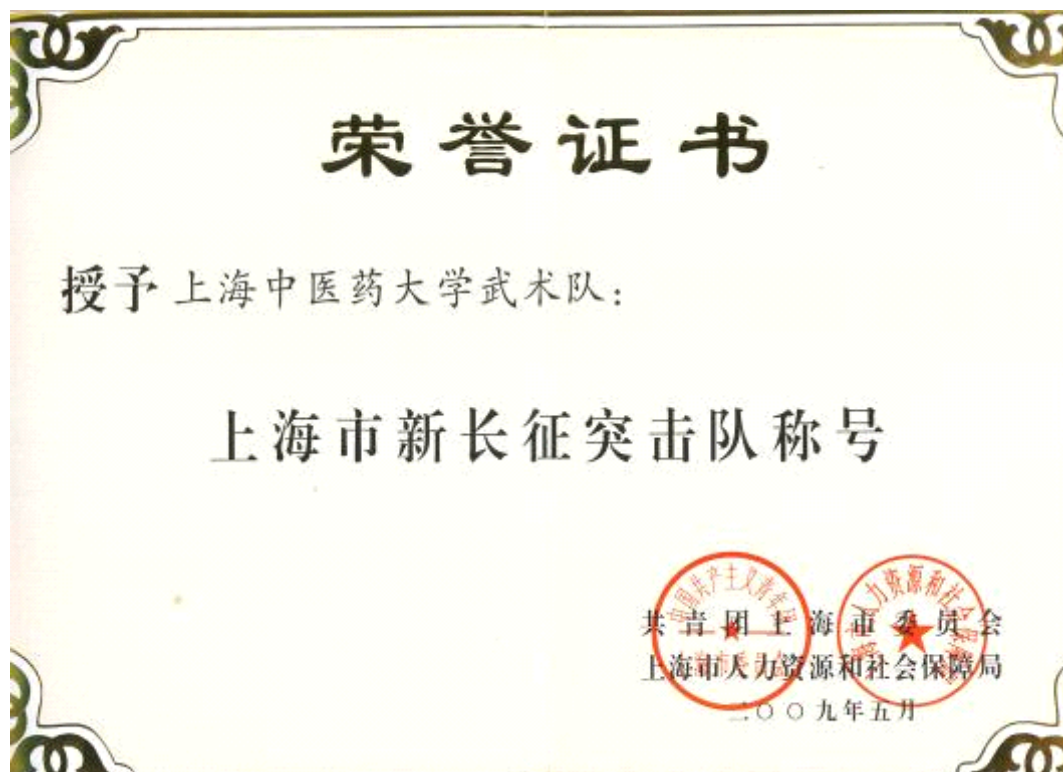 荣誉证书
授予 上海中医药大学武术队：
上海市新长征突击队称号
共青团上海市委员会
上海市人力资源和社会保障局
二〇〇九年五月